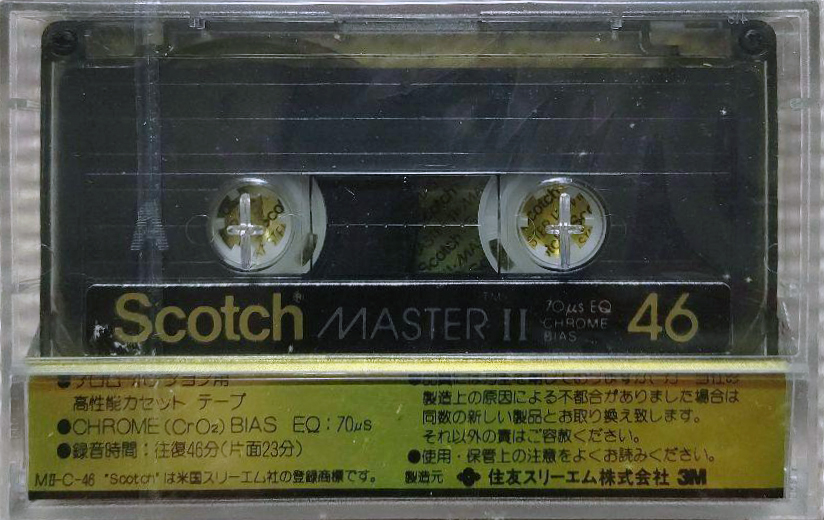 Scotch® MASTER II ™ 70μs EQ CHROME BIAS 46
高性能カセット テープ
●CHROME (CrO₂) BIAS EQ：70μs
●録音時間：往復46分(片面23分)
MⅡ-C-46 "Scotch"は米国スリーエム社の登録商標です。
製造上の原因による不都合がありました場合は
同数の新しい製品とお取り換え致します。
それ以外の責はご容赦ください。
●使用・保管上の注意をよくお読みください。
製造元 住友スリーエム株式会社 3M